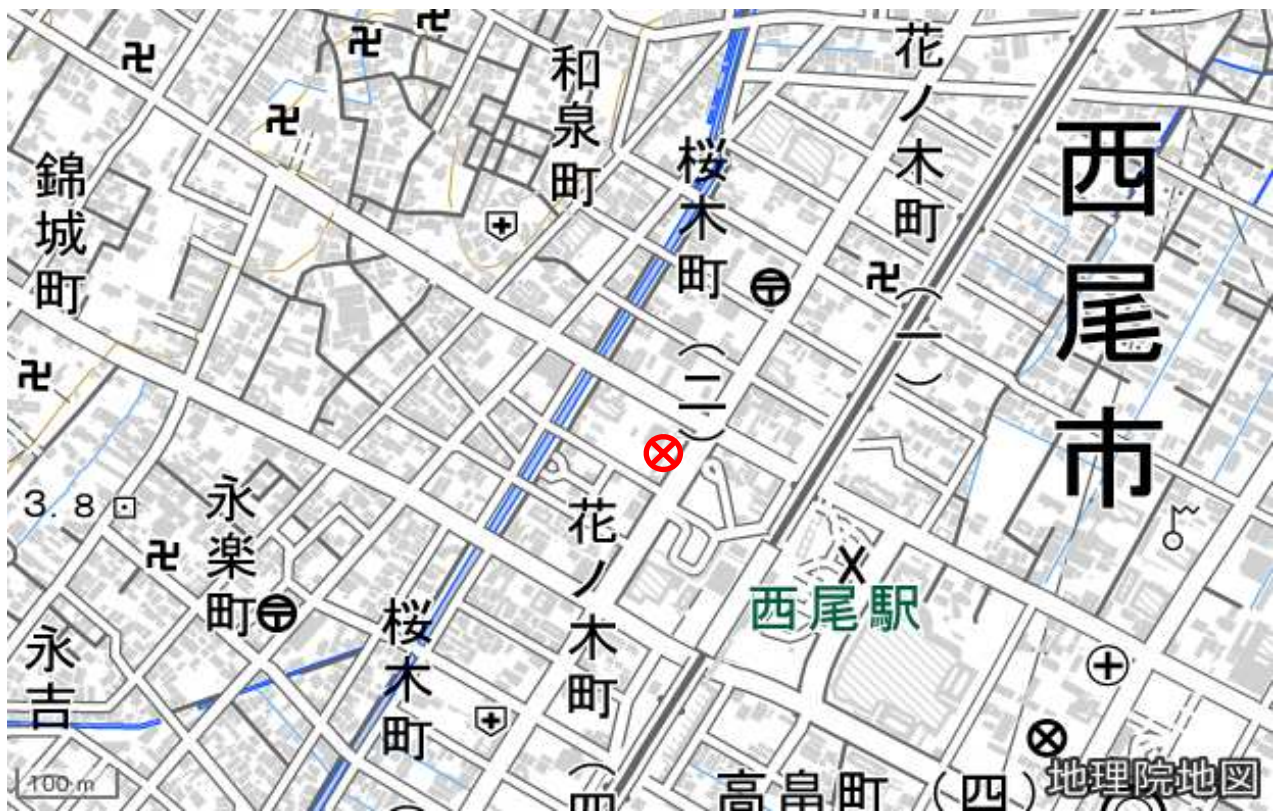 花ノ木町(一)
和泉町
桜木町
(二)
錦城町
西尾市
3.8
永楽町
花ノ木町
(四
西尾駅
桜木町
永吉
高畠町(四)
100m
地理院地図